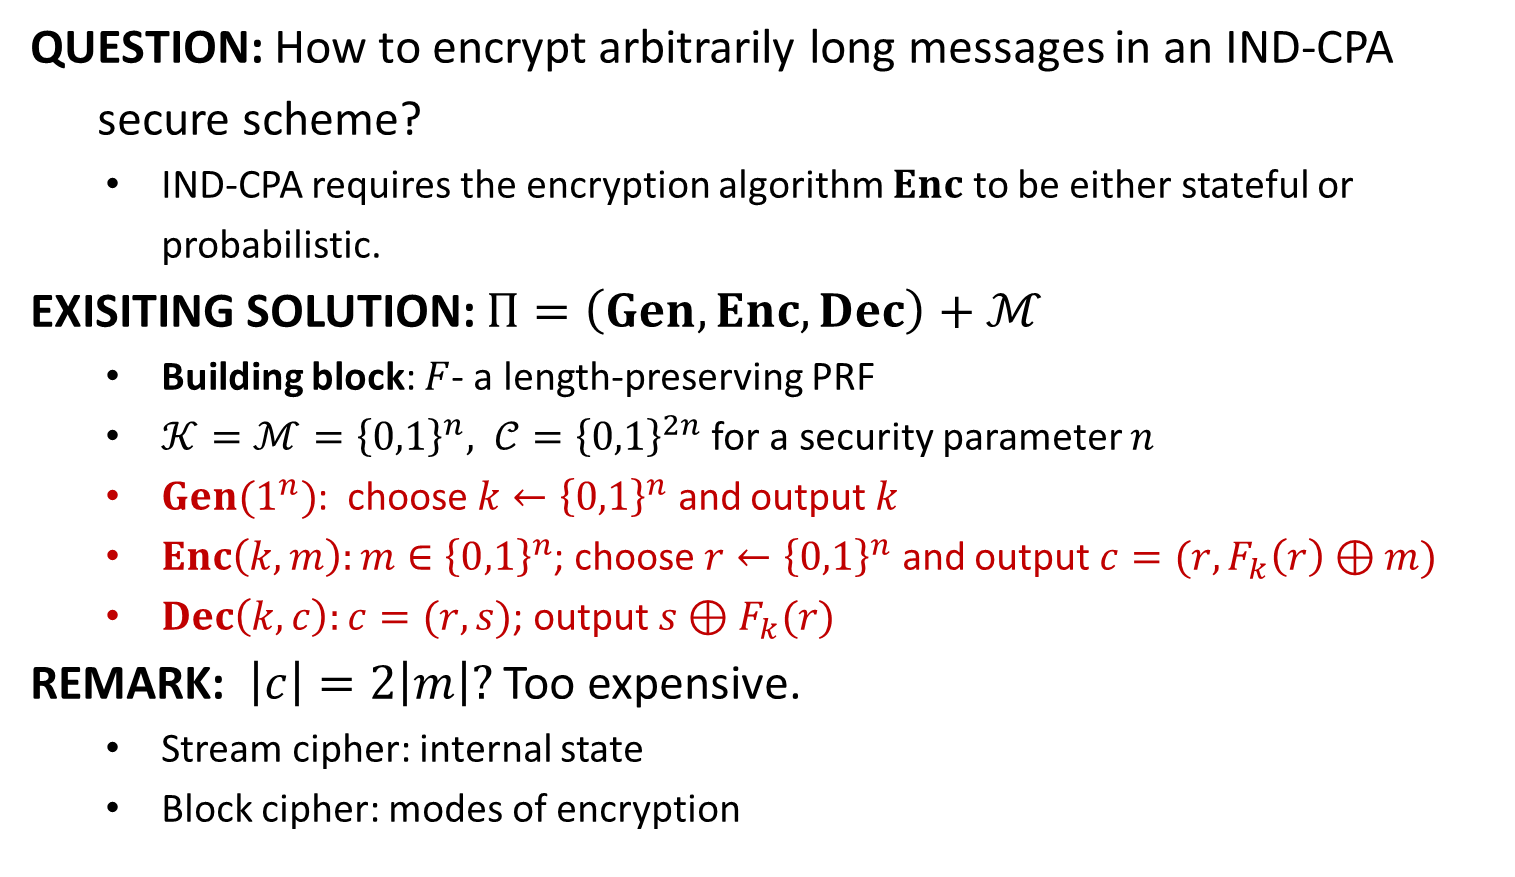 QUESTION: How to encrypt arbitrarily long messages in an IND-CPA
secure scheme?
• IND-CPA requires the encryption algorithm Enc to be either stateful or
probabilistic.
EXISITING SOLUTION: Π = (Gen, Enc, Dec) + ℳ
• Building block: F- a length-preserving PRF
• 𝒦 = ℳ = {0,1}ⁿ, 𝒞 = {0,1}²ⁿ for a security parameter n
• Gen(1ⁿ): choose k ← {0,1}ⁿ and output k
• Enc(k, m): m ∈ {0,1}ⁿ; choose r ← {0,1}ⁿ and output c = (r, Fₖ(r) ⊕ m)
• Dec(k, c): c = (r, s); output s ⊕ Fₖ(r)
REMARK: |c| = 2|m|? Too expensive.
• Stream cipher: internal state
• Block cipher: modes of encryption